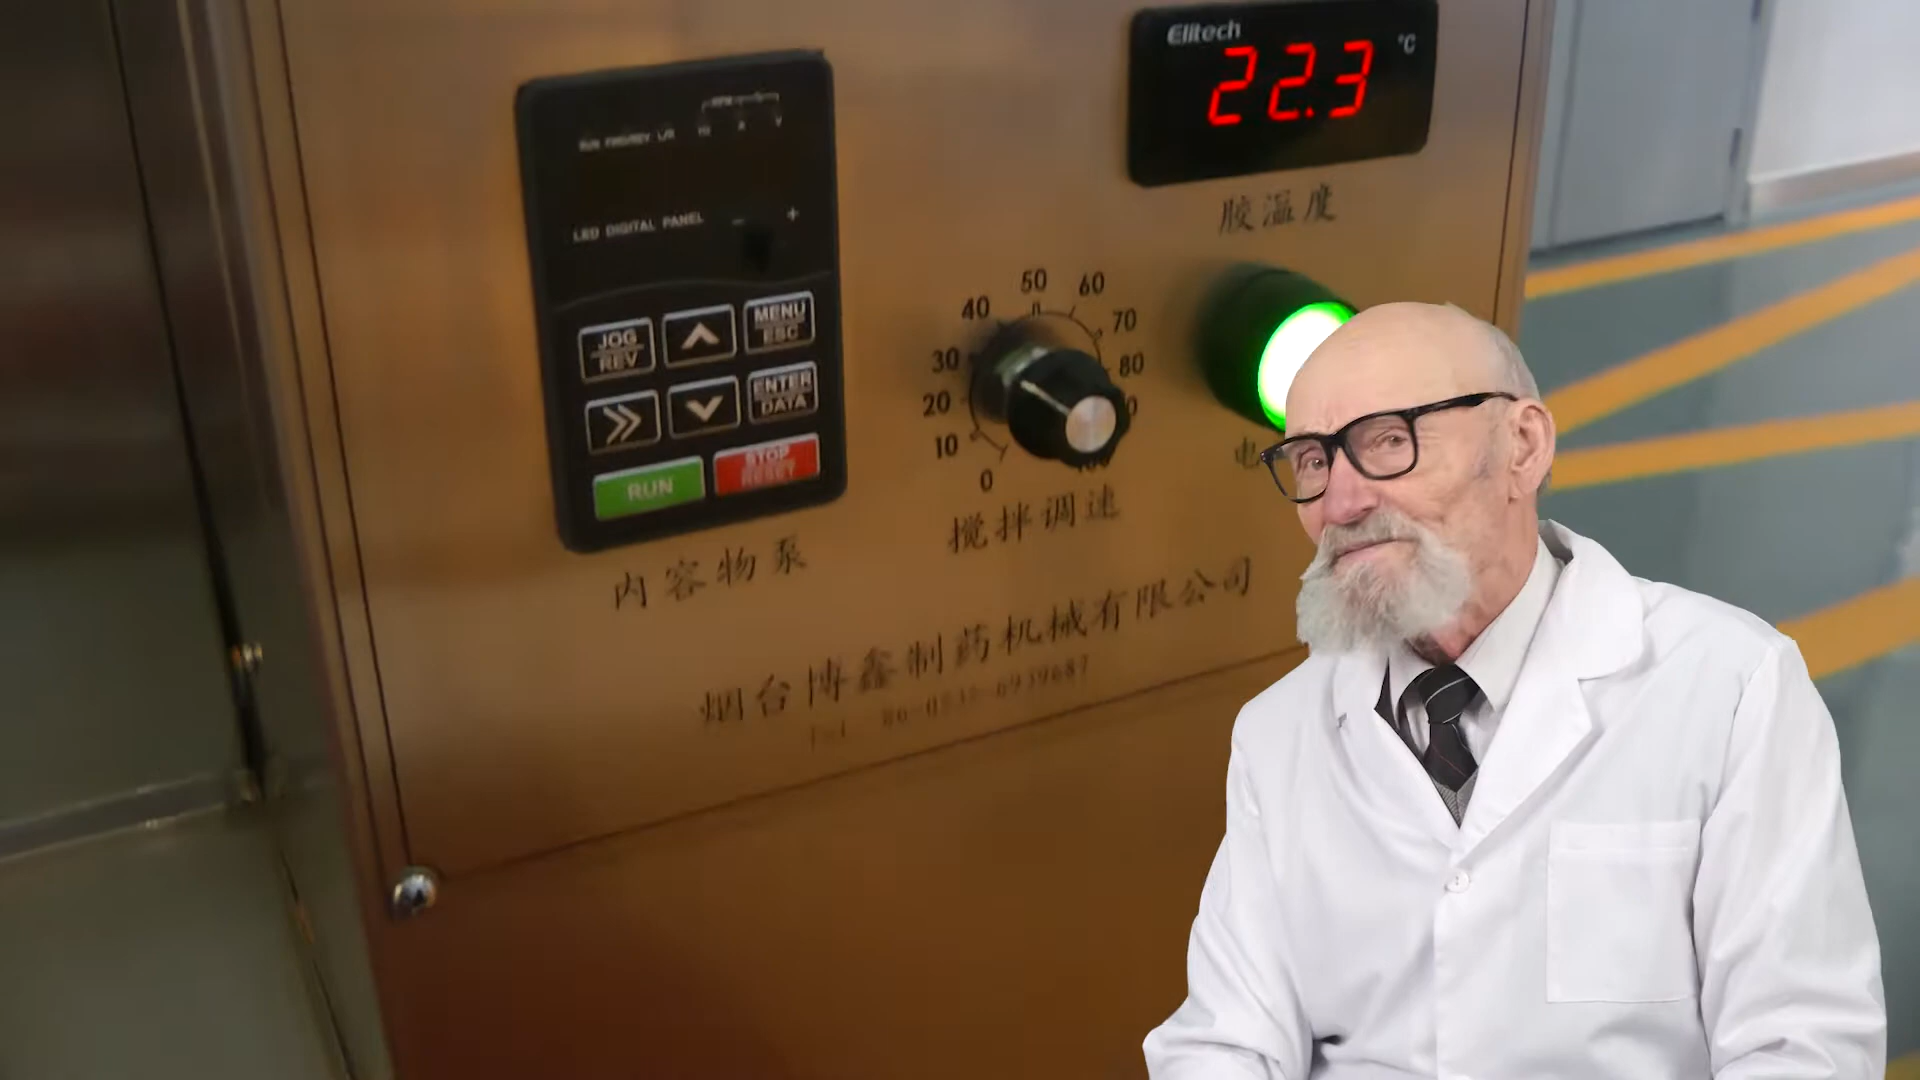 Elitech
22.3 °C
胶温度
RUN FWD/REV L/R
LED DIGITAL PANEL - +
JOG
REV
MENU
ESC
ENTER
DATA
RUN
STOP
RESET
内容物泵
0
10
20
30
40
50
60
70
80
搅拌调速
电
烟台博鑫制药机械有限公司